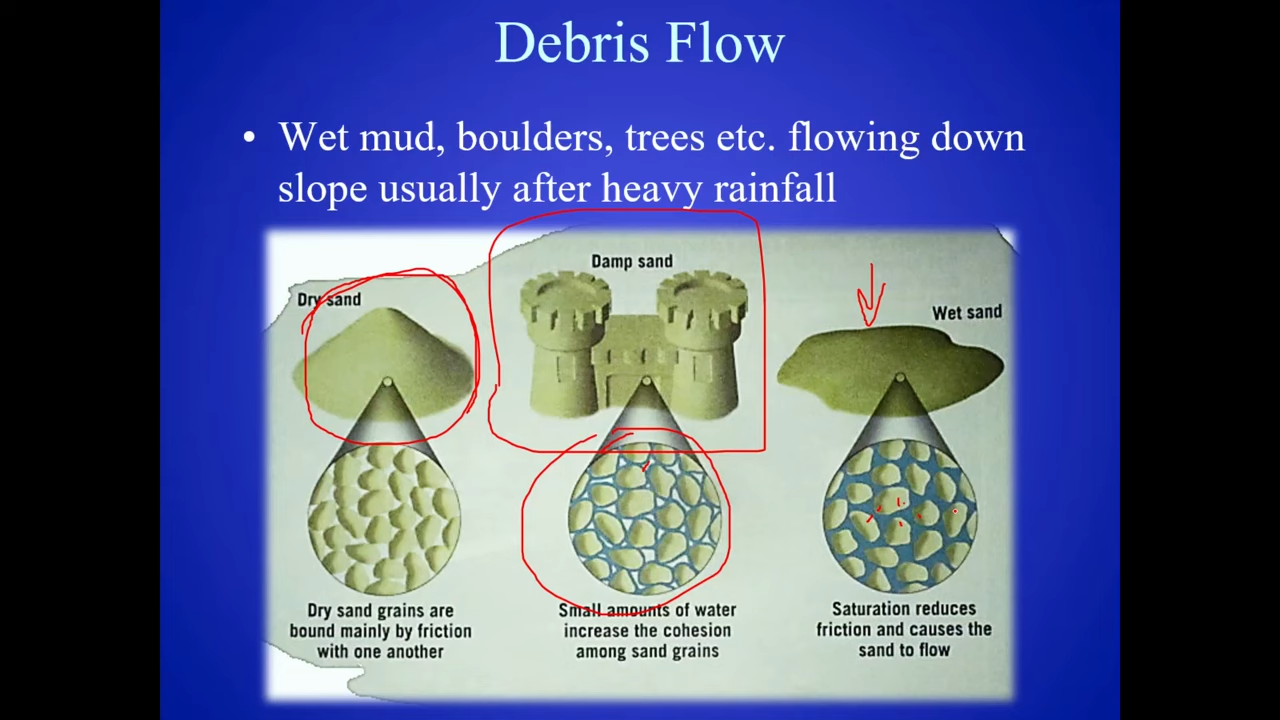 Debris Flow
• Wet mud, boulders, trees etc. flowing down
slope usually after heavy rainfall
Dry sand
Damp sand
Wet sand
Dry sand grains are
bound mainly by friction
with one another
Small amounts of water
increase the cohesion
among sand grains
Saturation reduces
friction and causes the
sand to flow